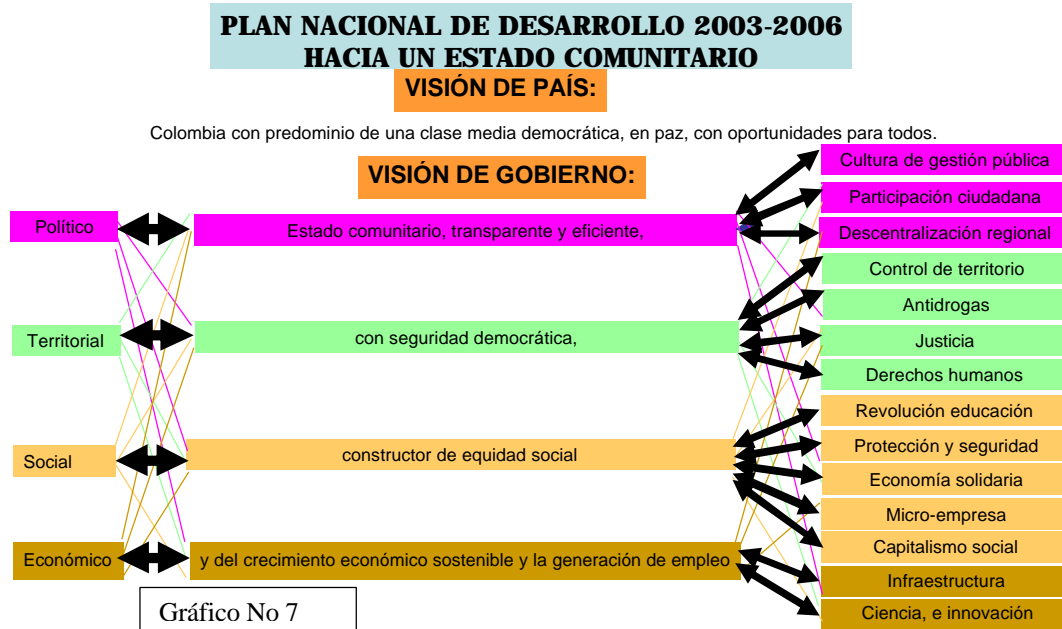 PLAN NACIONAL DE DESARROLLO 2003-2006
HACIA UN ESTADO COMUNITARIO
VISIÓN DE PAÍS:
Colombia con predominio de una clase media democrática, en paz, con oportunidades para todos.
VISIÓN DE GOBIERNO:
Político
Estado comunitario, transparente y eficiente,
Cultura de gestión pública
Participación ciudadana
Descentralización regional
Territorial
con seguridad democrática,
Control de territorio
Antidrogas
Justicia
Derechos humanos
Social
constructor de equidad social
Revolución educación
Protección y seguridad
Economía solidaria
Micro-empresa
Capitalismo social
Económico
y del crecimiento económico sostenible y la generación de empleo
Infraestructura
Ciencia, e innovación
Gráfico No 7